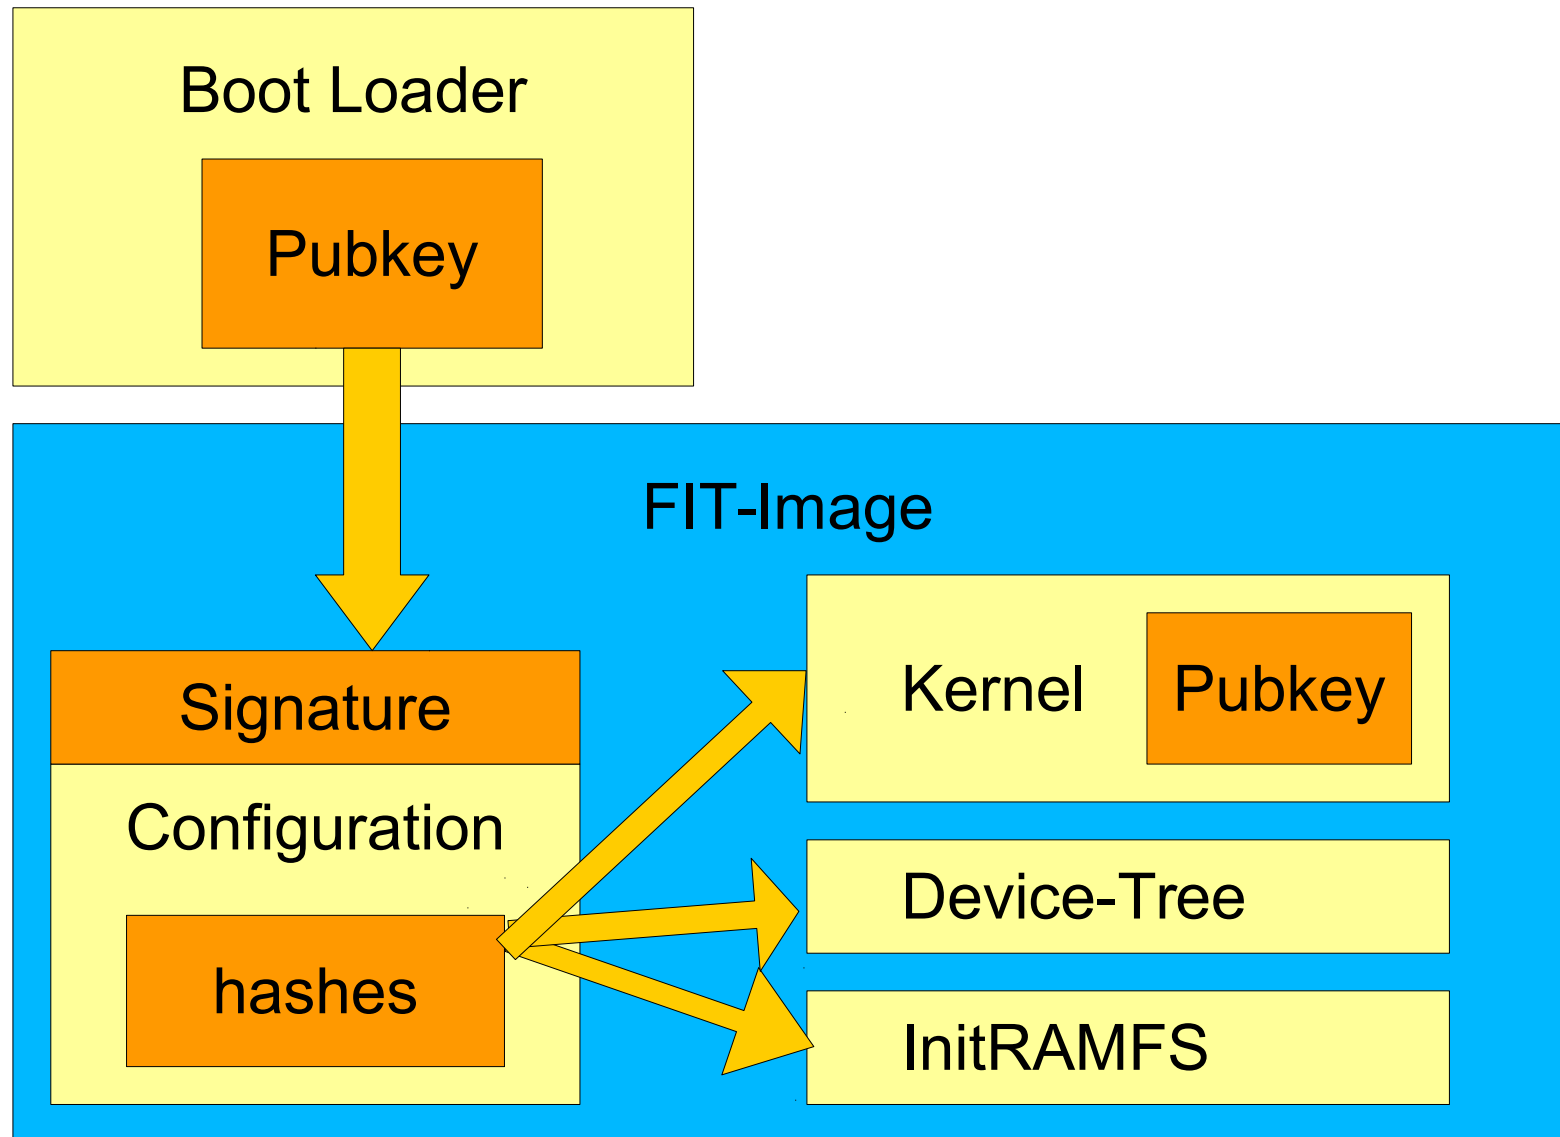 Boot Loader
Pubkey
FIT-Image
Signature
Configuration
hashes
Kernel
Pubkey
Device-Tree
InitRAMFS